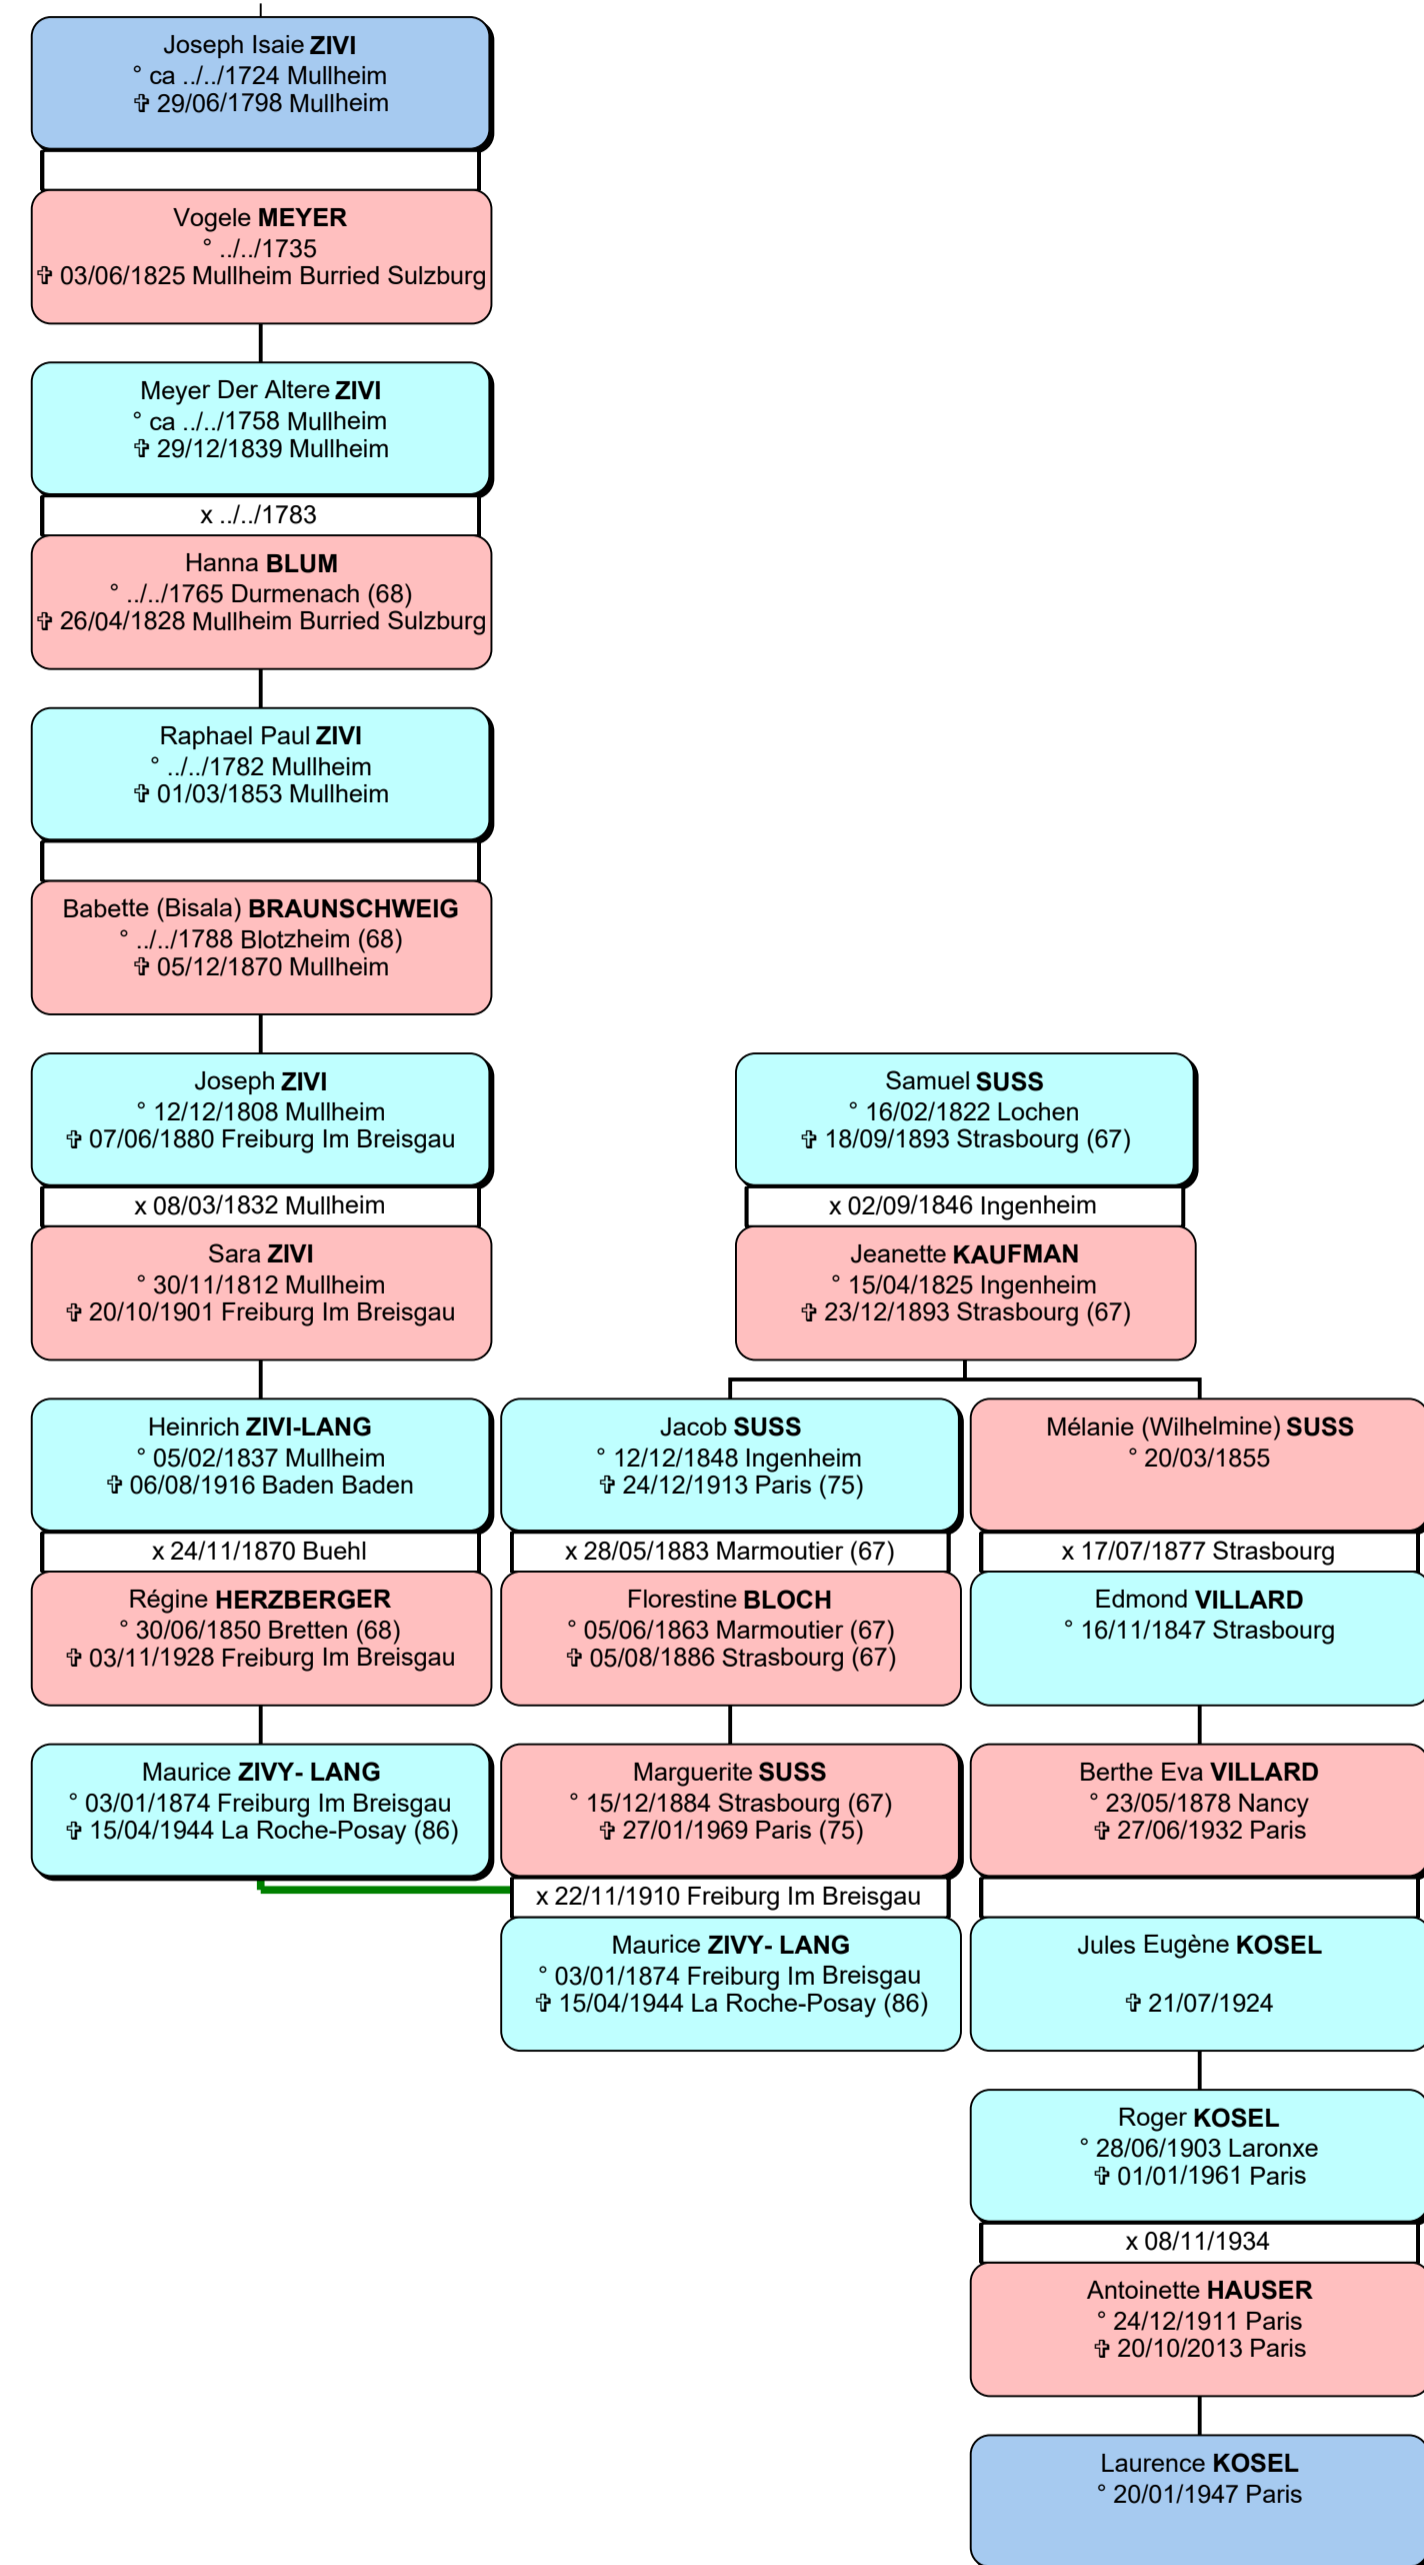 Joseph Isaie ZIVI
° ca ../../1724 Mullheim
✞ 29/06/1798 Mullheim
Vogele MEYER
° ../../1735
✞ 03/06/1825 Mullheim Burried Sulzburg
Meyer Der Altere ZIVI
° ca ../../1758 Mullheim
✞ 29/12/1839 Mullheim
x ../../1783
Hanna BLUM
° ../../1765 Durmenach (68)
✞ 26/04/1828 Mullheim Burried Sulzburg
Raphael Paul ZIVI
° ../../1782 Mullheim
✞ 01/03/1853 Mullheim
Babette (Bisala) BRAUNSCHWEIG
° ../../1788 Blotzheim (68)
✞ 05/12/1870 Mullheim
Joseph ZIVI
° 12/12/1808 Mullheim
✞ 07/06/1880 Freiburg Im Breisgau
x 08/03/1832 Mullheim
Sara ZIVI
° 30/11/1812 Mullheim
✞ 20/10/1901 Freiburg Im Breisgau
Samuel SUSS
° 16/02/1822 Lochen
✞ 18/09/1893 Strasbourg (67)
x 02/09/1846 Ingenheim
Jeanette KAUFMAN
° 15/04/1825 Ingenheim
✞ 23/12/1893 Strasbourg (67)
Heinrich ZIVI-LANG
° 05/02/1837 Mullheim
✞ 06/08/1916 Baden Baden
x 24/11/1870 Buehl
Régine HERZBERGER
° 30/06/1850 Bretten (68)
✞ 03/11/1928 Freiburg Im Breisgau
Jacob SUSS
° 12/12/1848 Ingenheim
✞ 24/12/1913 Paris (75)
x 28/05/1883 Marmoutier (67)
Florestine BLOCH
° 05/06/1863 Marmoutier (67)
✞ 05/08/1886 Strasbourg (67)
Mélanie (Wilhelmine) SUSS
° 20/03/1855
x 17/07/1877 Strasbourg
Edmond VILLARD
° 16/11/1847 Strasbourg
Maurice ZIVY- LANG
° 03/01/1874 Freiburg Im Breisgau
✞ 15/04/1944 La Roche-Posay (86)
Marguerite SUSS
° 15/12/1884 Strasbourg (67)
✞ 27/01/1969 Paris (75)
x 22/11/1910 Freiburg Im Breisgau
Maurice ZIVY- LANG
° 03/01/1874 Freiburg Im Breisgau
✞ 15/04/1944 La Roche-Posay (86)
Berthe Eva VILLARD
° 23/05/1878 Nancy
✞ 27/06/1932 Paris
Jules Eugène KOSEL
✞ 21/07/1924
Roger KOSEL
° 28/06/1903 Laronxe
✞ 01/01/1961 Paris
x 08/11/1934
Antoinette HAUSER
° 24/12/1911 Paris
✞ 20/10/2013 Paris
Laurence KOSEL
° 20/01/1947 Paris